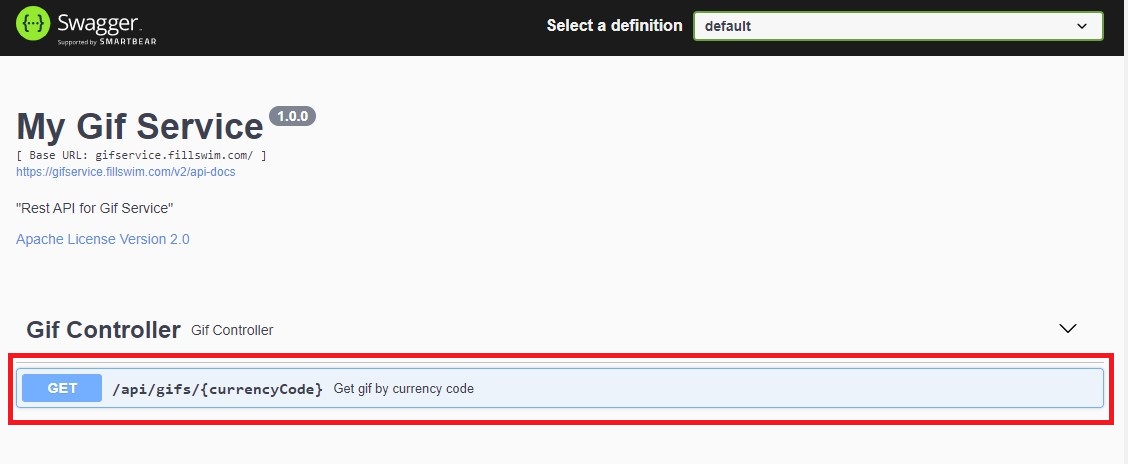 Swagger
Supported by SMARTBEAR
Select a definition
default
My Gif Service 1.0.0
[ Base URL: gifservice.fillswim.com/ ]
https://gifservice.fillswim.com/v2/api-docs
"Rest API for Gif Service"
Apache License Version 2.0
Gif Controller Gif Controller
GET /api/gifs/{currencyCode} Get gif by currency code